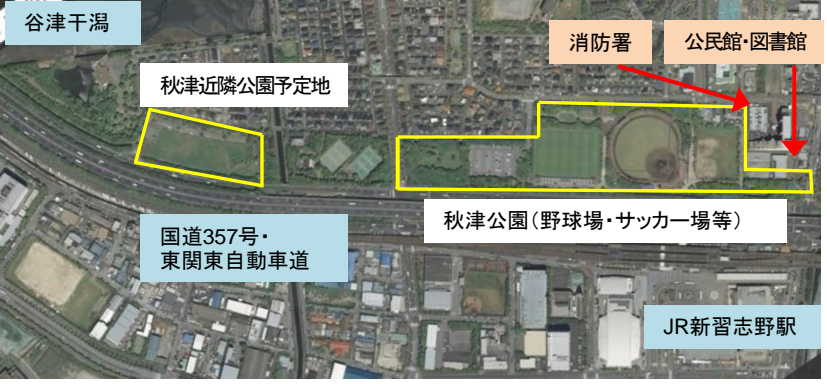 谷津干潟
消防署
公民館・図書館
秋津近隣公園予定地
秋津公園（野球場・サッカー場等）
国道357号・
東関東自動車道
JR新習志野駅